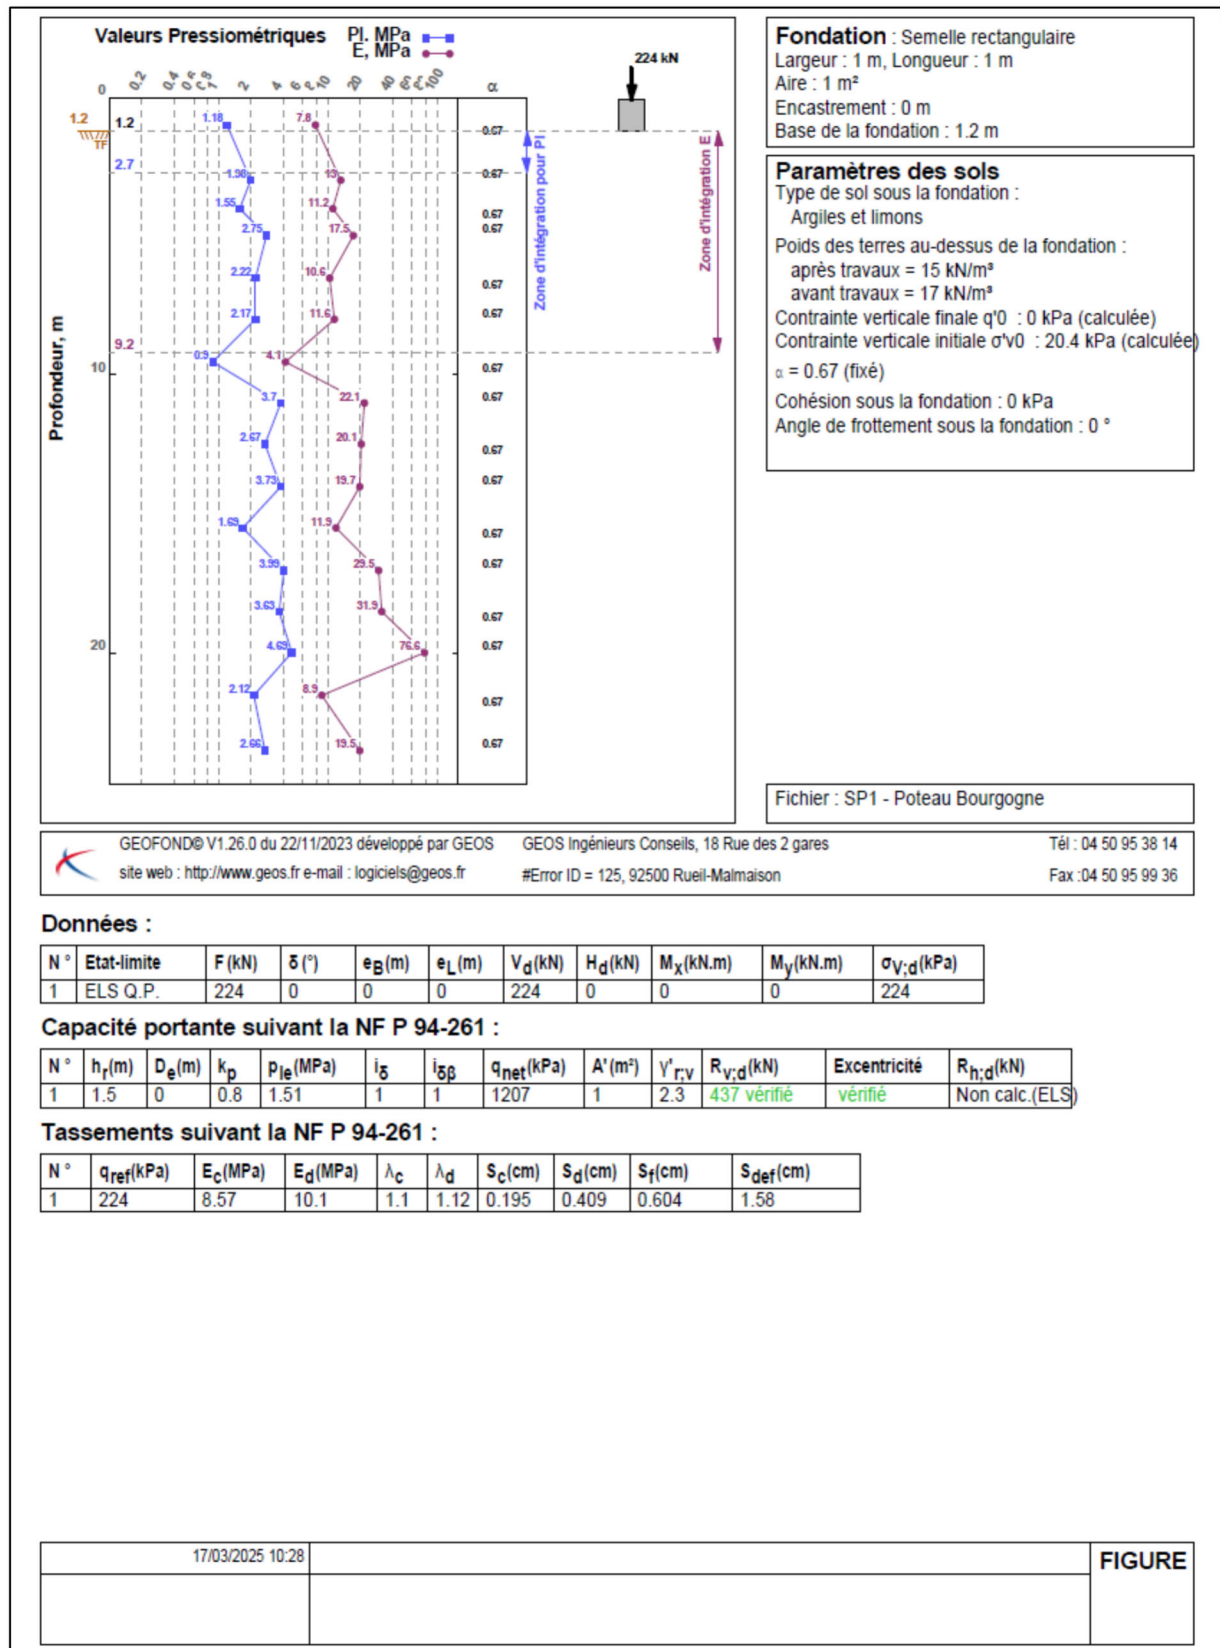 Valeurs Pressiométriques Pl. MPa
E, MPa
0.2 0.4 0.6 0.8 1 2 4 6 10 20 40 60 100 α
0
1.2 1.2
TF
2.7
9.2
10
20
Profondeur, m
1.18 7.8 0.67
13 0.67
1.55 11.2 0.67
2.75 17.5 0.67
2.22 10.6 0.67
2.17 11.6 0.67
0.9 4.1 0.67
3.7 22.1 0.67
2.67 20.1 0.67
3.73 19.7 0.67
1.69 11.9 0.67
3.99 29.5 0.67
3.63 31.9 0.67
4.69 76.6 0.67
2.12 8.9 0.67
2.66 19.5 0.67
224 kN
Zone d'intégration pour Pl
Zone d'intégration E
Fondation : Semelle rectangulaire
Largeur : 1 m, Longueur : 1 m
Aire : 1 m²
Encastrement : 0 m
Base de la fondation : 1.2 m
Paramètres des sols
Type de sol sous la fondation :
Argiles et limons
Poids des terres au-dessus de la fondation :
après travaux = 15 kN/m³
avant travaux = 17 kN/m³
Contrainte verticale finale q'0 : 0 kPa (calculée)
Contrainte verticale initiale σ'v0 : 20.4 kPa (calculée)
α = 0.67 (fixé)
Cohésion sous la fondation : 0 kPa
Angle de frottement sous la fondation : 0 °
Fichier : SP1 - Poteau Bourgogne
GEOFOND© V1.26.0 du 22/11/2023 développé par GEOS GEOS Ingénieurs Conseils, 18 Rue des 2 gares Tél : 04 50 95 38 14
site web : http://www.geos.fr e-mail : logiciels@geos.fr #Error ID = 125, 92500 Rueil-Malmaison Fax :04 50 95 99 36
Données :
N ° Etat-limite F (kN) δ (°) eB(m) eL(m) Vd(kN) Hd(kN) Mx(kN.m) My(kN.m) σV;d(kPa)
1 ELS Q.P. 224 0 0 0 224 0 0 0 224
Capacité portante suivant la NF P 94-261 :
N ° hr(m) De(m) kp ple(MPa) iδ iδβ qnet(kPa) A' (m²) γ'r;v Rv;d(kN) Excentricité Rh;d(kN)
1 1.5 0 0.8 1.51 1 1 1207 1 2.3 437 vérifié vérifié Non calc.(ELS)
Tassements suivant la NF P 94-261 :
N ° qref(kPa) Ec(MPa) Ed(MPa) λc λd Sc(cm) Sd(cm) Sf(cm) Sdef(cm)
1 224 8.57 10.1 1.1 1.12 0.195 0.409 0.604 1.58
17/03/2025 10:28 FIGURE